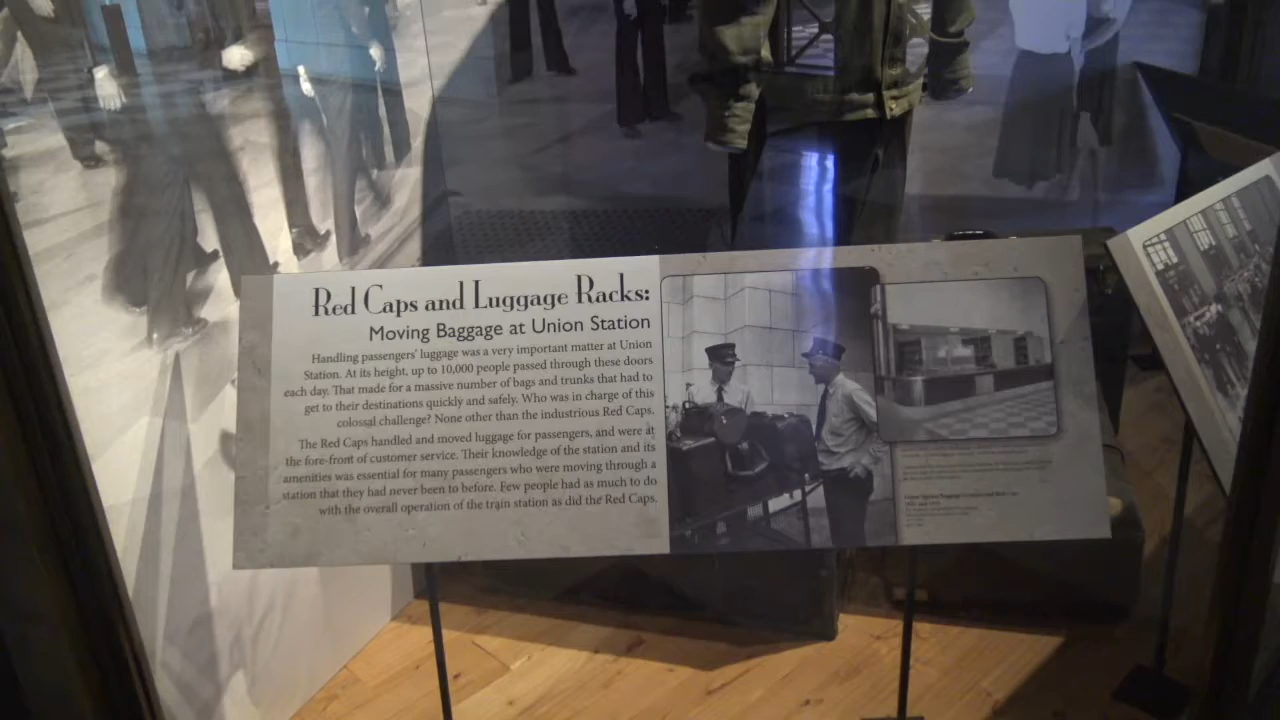 Red Caps and Luggage Racks:
Moving Baggage at Union Station
Handling passengers' luggage was a very important matter at Union
Station. At its height, up to 10,000 people passed through these doors
each day. That made for a massive number of bags and trunks that had to
get to their destinations quickly and safely. Who was in charge of this
colossal challenge? None other than the industrious Red Caps.
The Red Caps handled and moved luggage for passengers, and were at
the fore-front of customer service. Their knowledge of the station and its
amenities was essential for many passengers who were moving through a
station that they had never been to before. Few people had as much to do
with the overall operation of the train station as did the Red Caps.